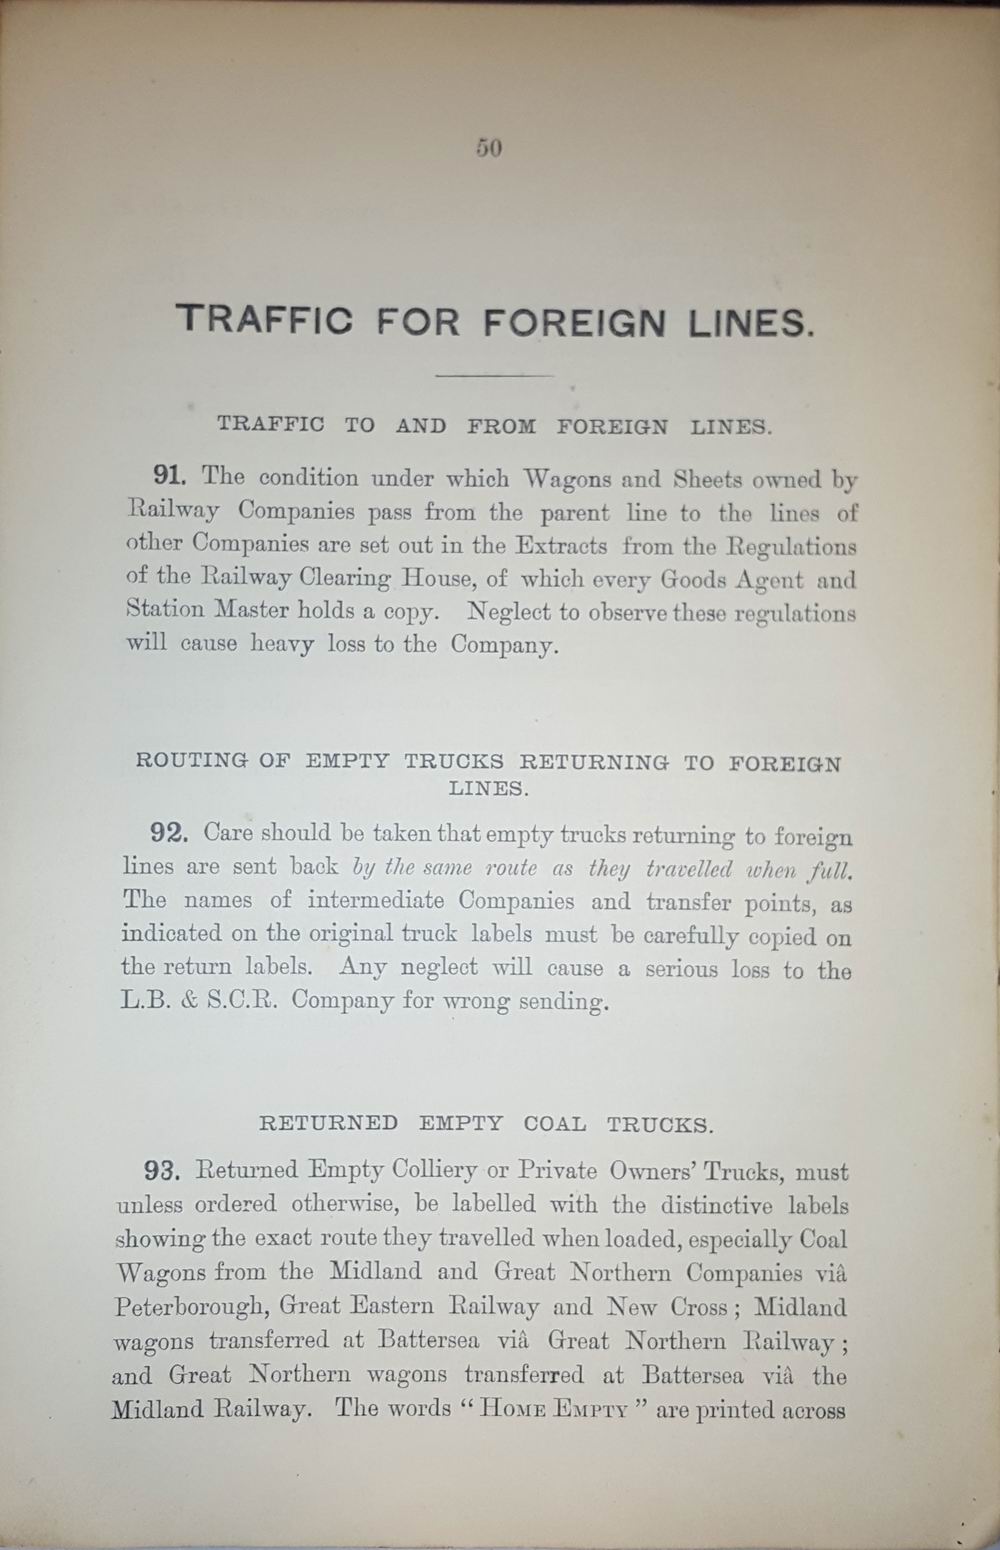 50
TRAFFIC FOR FOREIGN LINES.
TRAFFIC TO AND FROM FOREIGN LINES.
91. The condition under which Wagons and Sheets owned by
Railway Companies pass from the parent line to the lines of
other Companies are set out in the Extracts from the Regulations
of the Railway Clearing House, of which every Goods Agent and
Station Master holds a copy. Neglect to observe these regulations
will cause heavy loss to the Company.
ROUTING OF EMPTY TRUCKS RETURNING TO FOREIGN
LINES.
92. Care should be taken that empty trucks returning to foreign
lines are sent back by the same route as they travelled when full.
The names of intermediate Companies and transfer points, as
indicated on the original truck labels must be carefully copied on
the return labels. Any neglect will cause a serious loss to the
L.B. & S.C.R. Company for wrong sending.
RETURNED EMPTY COAL TRUCKS.
93. Returned Empty Colliery or Private Owners' Trucks, must
unless ordered otherwise, be labelled with the distinctive labels
showing the exact route they travelled when loaded, especially Coal
Wagons from the Midland and Great Northern Companies viâ
Peterborough, Great Eastern Railway and New Cross; Midland
wagons transferred at Battersea viâ Great Northern Railway;
and Great Northern wagons transferred at Battersea viâ the
Midland Railway. The words "HOME EMPTY" are printed across